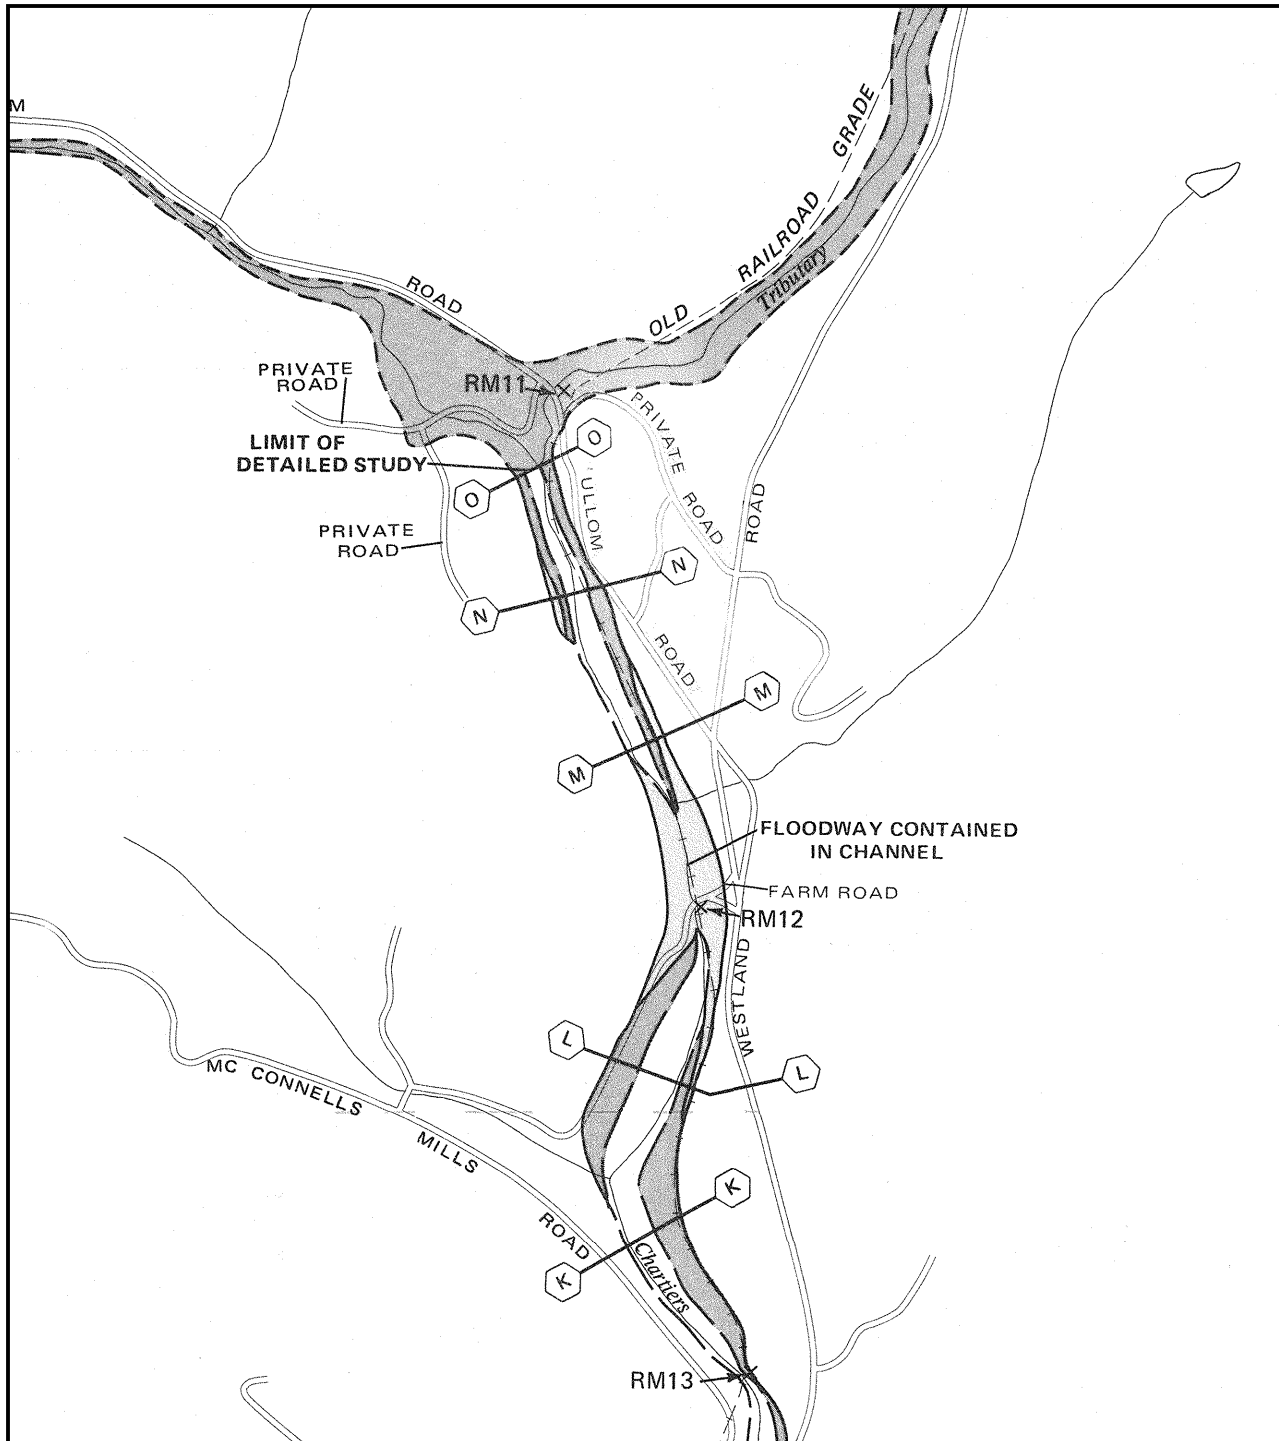 M
GRADE
RAILROAD
OLD
Tributary
ROAD
PRIVATE
ROAD
RM11
PRIVATE
ROAD
LIMIT OF
DETAILED STUDY
O
O
ULLOM
ROAD
PRIVATE
ROAD
N
N
ROAD
M
M
FLOODWAY CONTAINED
IN CHANNEL
FARM ROAD
RM12
WESTLAND
L
L
MC CONNELLS
MILLS
ROAD
K
K
Chartiers
RM13